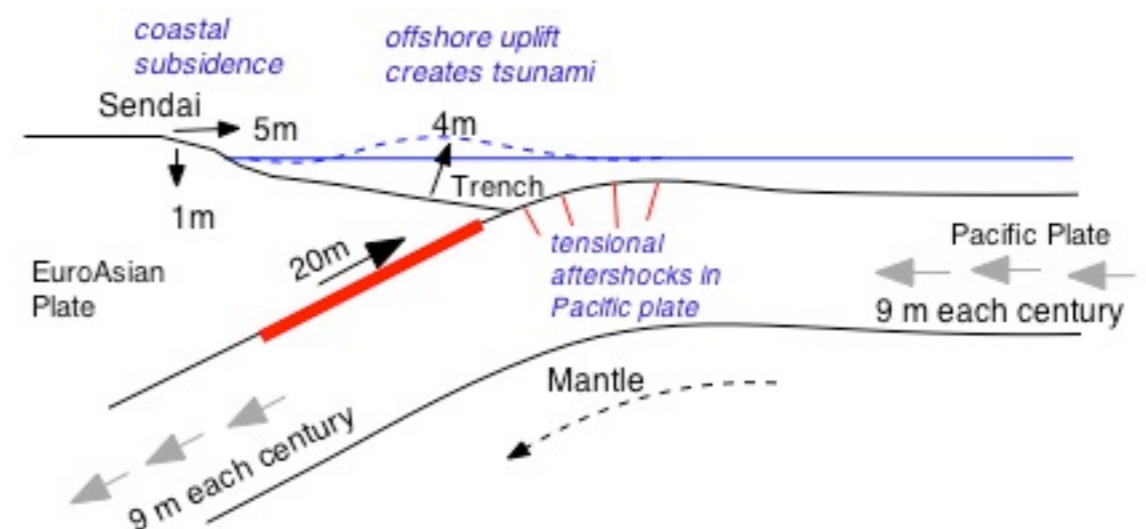 coastal
subsidence
offshore uplift
creates tsunami
Sendai
5m
4m
1m
Trench
20m
EuroAsian
Plate
tensional
aftershocks in
Pacific plate
Pacific Plate
9 m each century
Mantle
9 m each century